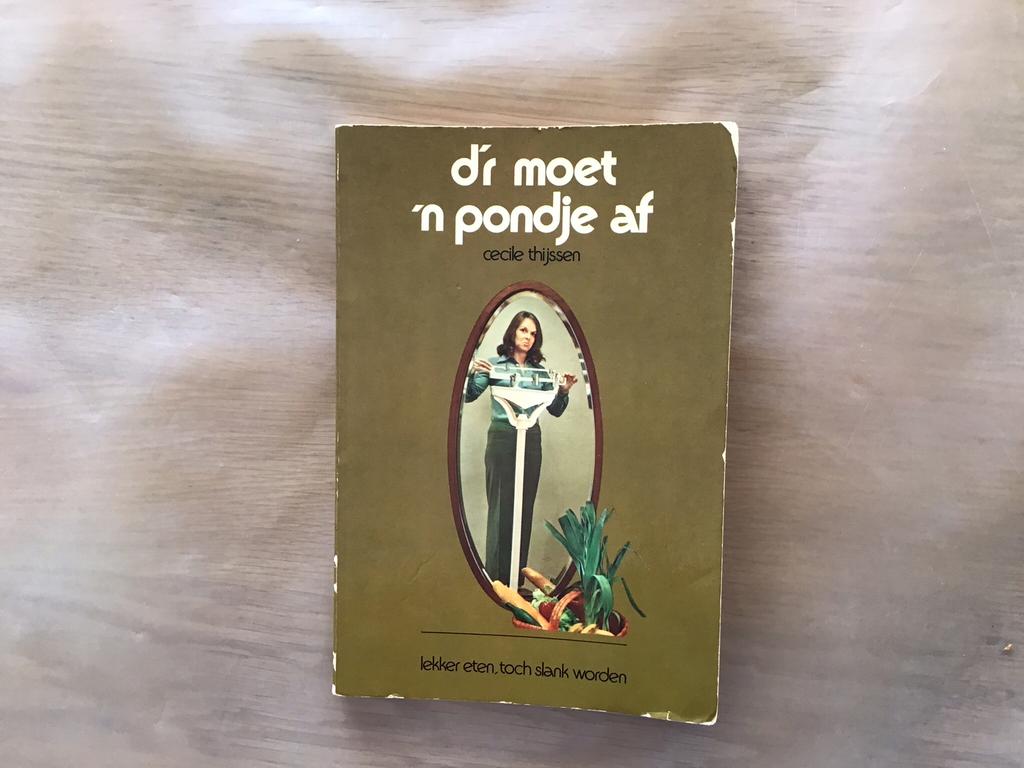 d´r moet
´n pondje af
cecile thijssen
lekker eten, toch slank worden